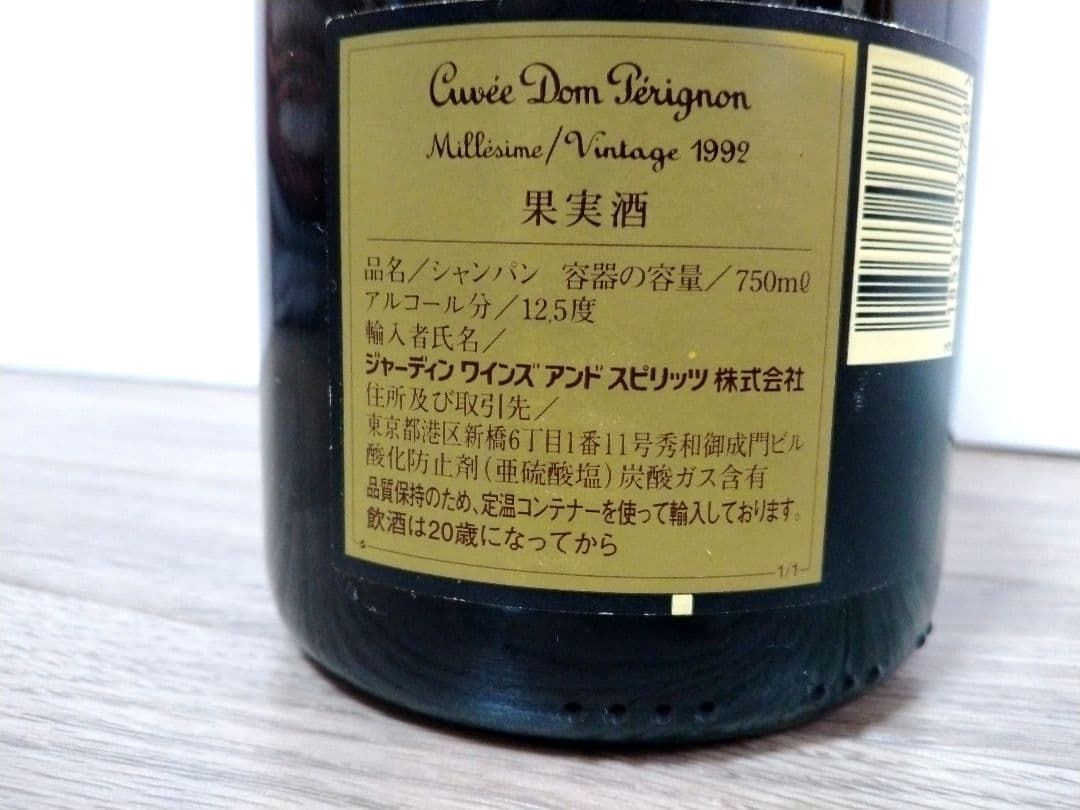 Cuvée Dom Pérignon
Millésime/Vintage 1992
果実酒
品名/シャンパン 容器の容量/750mℓ
アルコール分/12,5度
輸入者氏名/
ジャーディン ワインズ アンド スピリッツ 株式会社
住所及び取引先/
東京都港区新橋6丁目1番11号秀和御成門ビル
酸化防止剤(亜硫酸塩)炭酸ガス含有
品質保持のため、定温コンテナーを使って輸入しております。
飲酒は20歳になってから
1/1